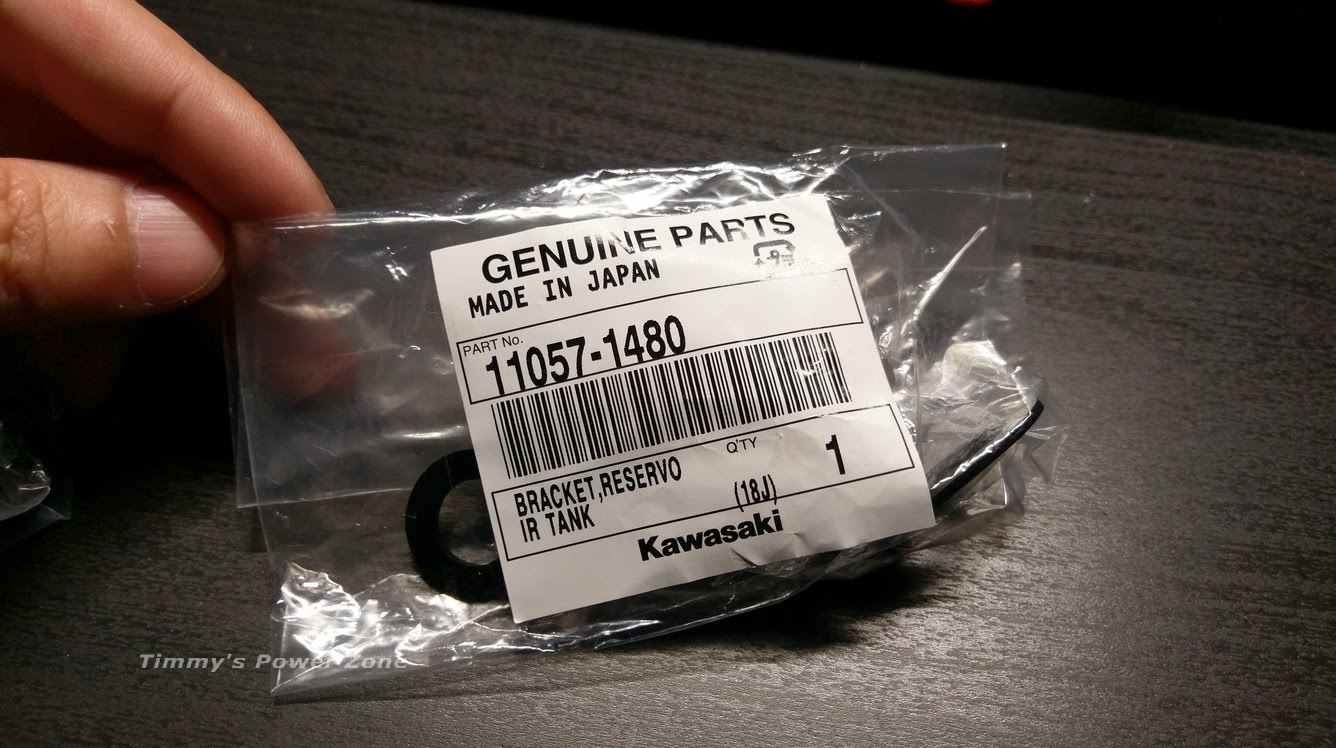 GENUINE PARTS
MADE IN JAPAN
PART No.
11057-1480
Q'TY
BRACKET,RESERVO
IR TANK
(18J)
1
Kawasaki
Timmy's Power Zone